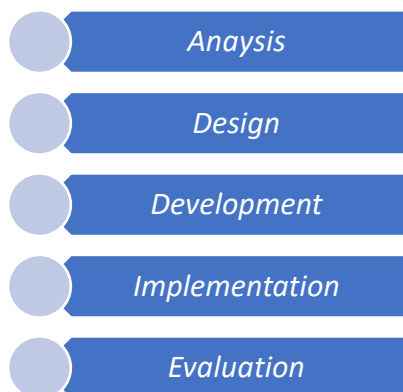 Anaysis
Design
Development
Implementation
Evaluation